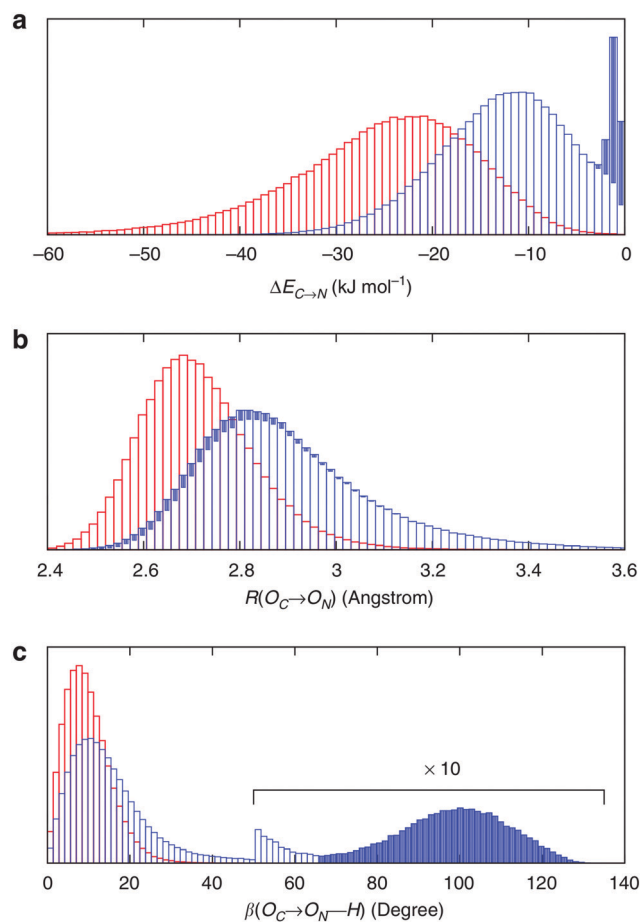 a
−60 −50 −40 −30 −20 −10 0
ΔE_C→N (kJ mol⁻¹)
b
2.4 2.6 2.8 3 3.2 3.4 3.6
R(O_C→O_N) (Angstrom)
c
× 10
0 20 40 60 80 100 120 140
β(O_C→O_N—H) (Degree)